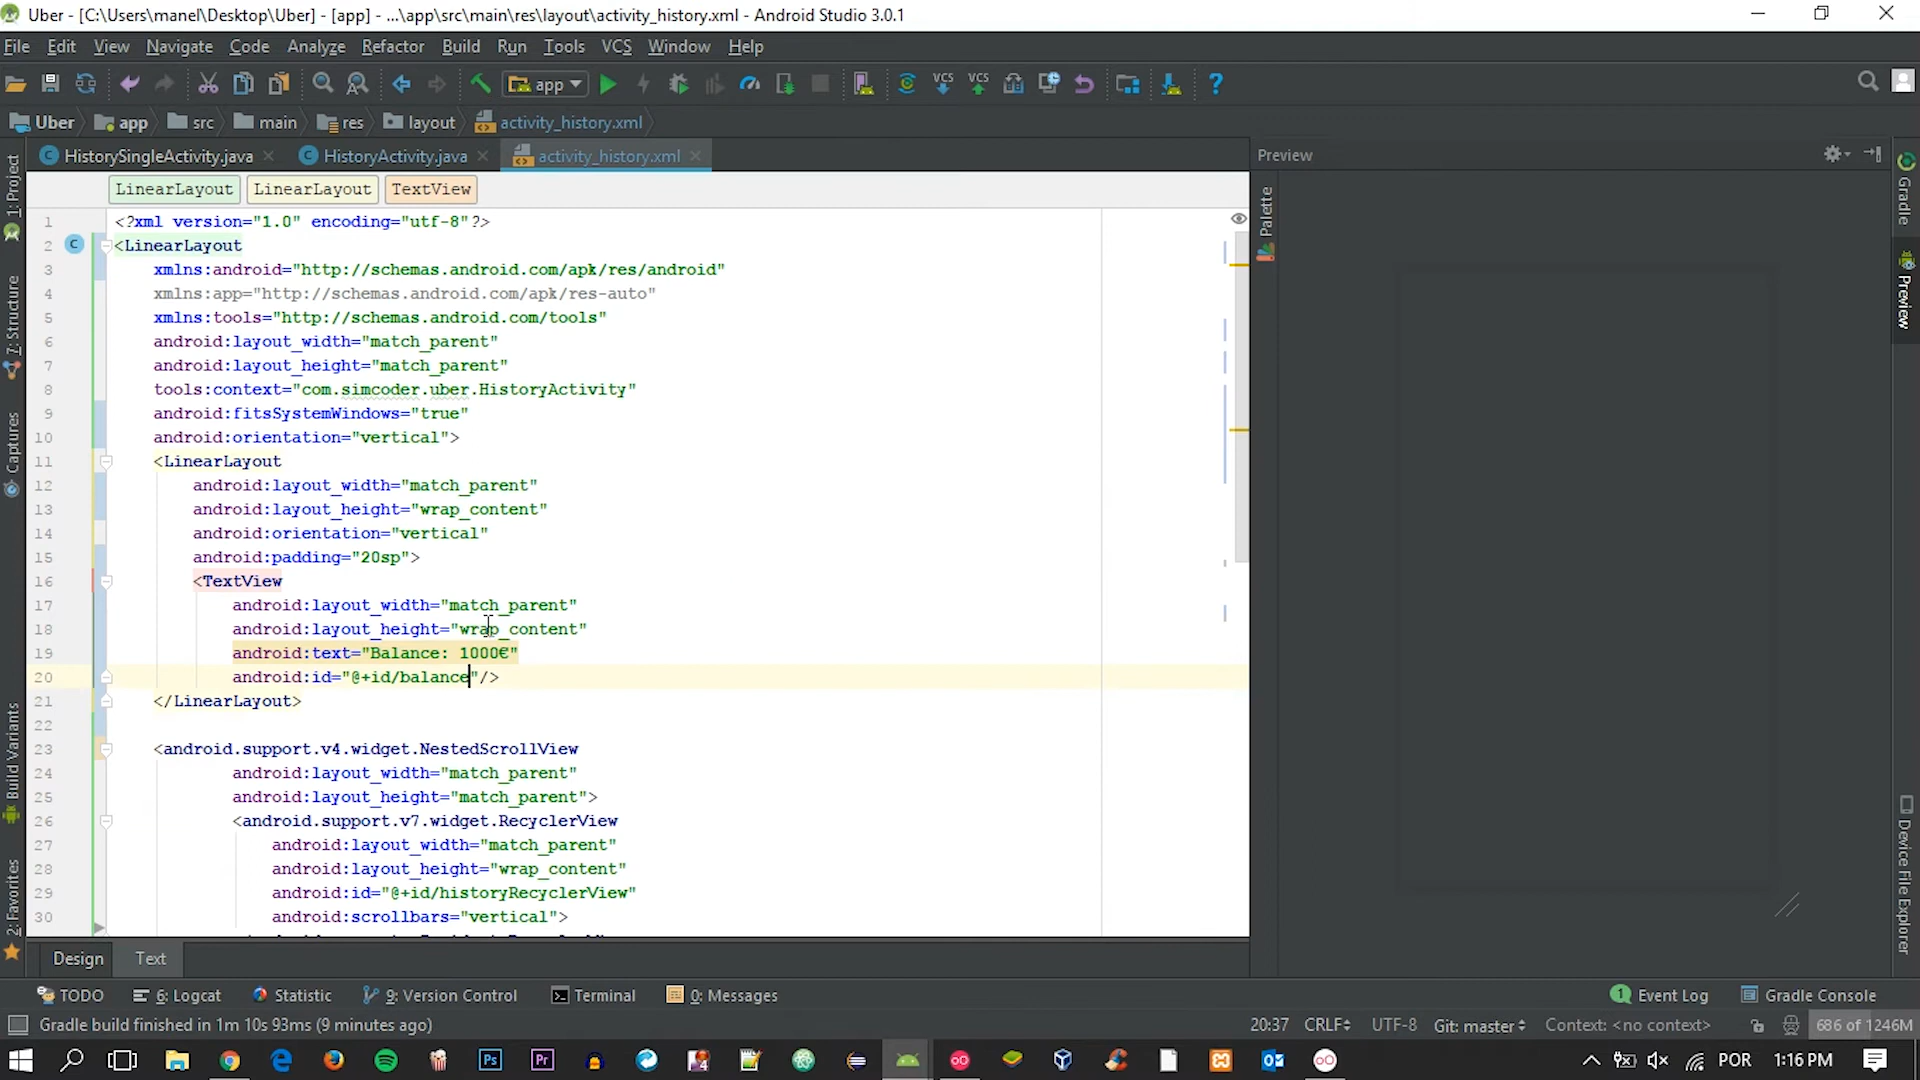 Uber - [C:\Users\manel\Desktop\Uber] - [app] - ...\app\src\main\res\layout\activity_history.xml - Android Studio 3.0.1
File Edit View Navigate Code Analyze Refactor Build Run Tools VCS Window Help
app VCS VCS ?
Uber app src main res layout activity_history.xml
HistorySingleActivity.java HistoryActivity.java activity_history.xml
Preview
LinearLayout LinearLayout TextView
1 <?xml version="1.0" encoding="utf-8"?>
2 <LinearLayout
3 xmlns:android="http://schemas.android.com/apk/res/android"
4 xmlns:app="http://schemas.android.com/apk/res-auto"
5 xmlns:tools="http://schemas.android.com/tools"
6 android:layout_width="match_parent"
7 android:layout_height="match_parent"
8 tools:context="com.simcoder.uber.HistoryActivity"
9 android:fitsSystemWindows="true"
10 android:orientation="vertical">
11 <LinearLayout
12 android:layout_width="match_parent"
13 android:layout_height="wrap_content"
14 android:orientation="vertical"
15 android:padding="20sp">
16 <TextView
17 android:layout_width="match_parent"
18 android:layout_height="wrap_content"
19 android:text="Balance: 1000€"
20 android:id="@+id/balance"/>
21 </LinearLayout>
22
23 <android.support.v4.widget.NestedScrollView
24 android:layout_width="match_parent"
25 android:layout_height="match_parent">
26 <android.support.v7.widget.RecyclerView
27 android:layout_width="match_parent"
28 android:layout_height="wrap_content"
29 android:id="@+id/historyRecyclerView"
30 android:scrollbars="vertical">
1: Project
7: Structure
Captures
Build Variants
2: Favorites
Palette
Gradle
Preview
Device File Explorer
Design Text
TODO 6: Logcat Statistic 9: Version Control Terminal 0: Messages 1 Event Log Gradle Console
Gradle build finished in 1m 10s 93ms (9 minutes ago) 20:37 CRLF UTF-8 Git: master Context: <no context> 686 of 1246M
Ps Pr POR 1:16 PM